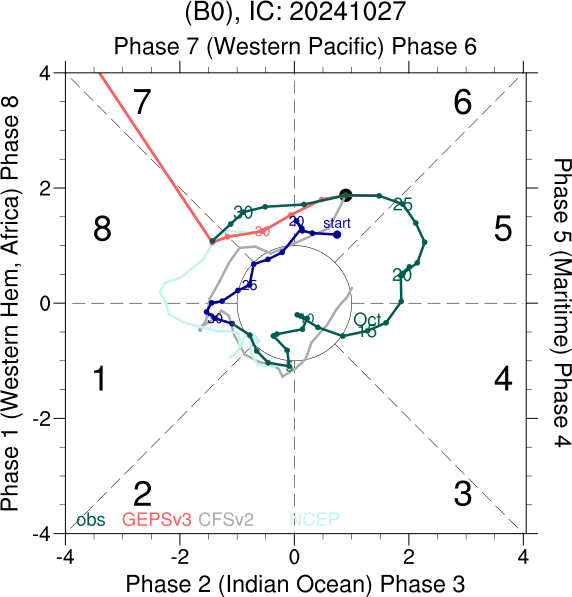 (B0), IC: 20241027
Phase 7 (Western Pacific) Phase 6
4
7
6
Phase 1 (Western Hem, Africa) Phase 8
Phase 5 (Maritime) Phase 4
2
30
25
20
start
8
5
30
25
20
0
30
Oct
15
5
1
4
-2
2
3
obs
GEPSv3
CFSv2
NCEP
-4
-4
-2
0
2
4
Phase 2 (Indian Ocean) Phase 3